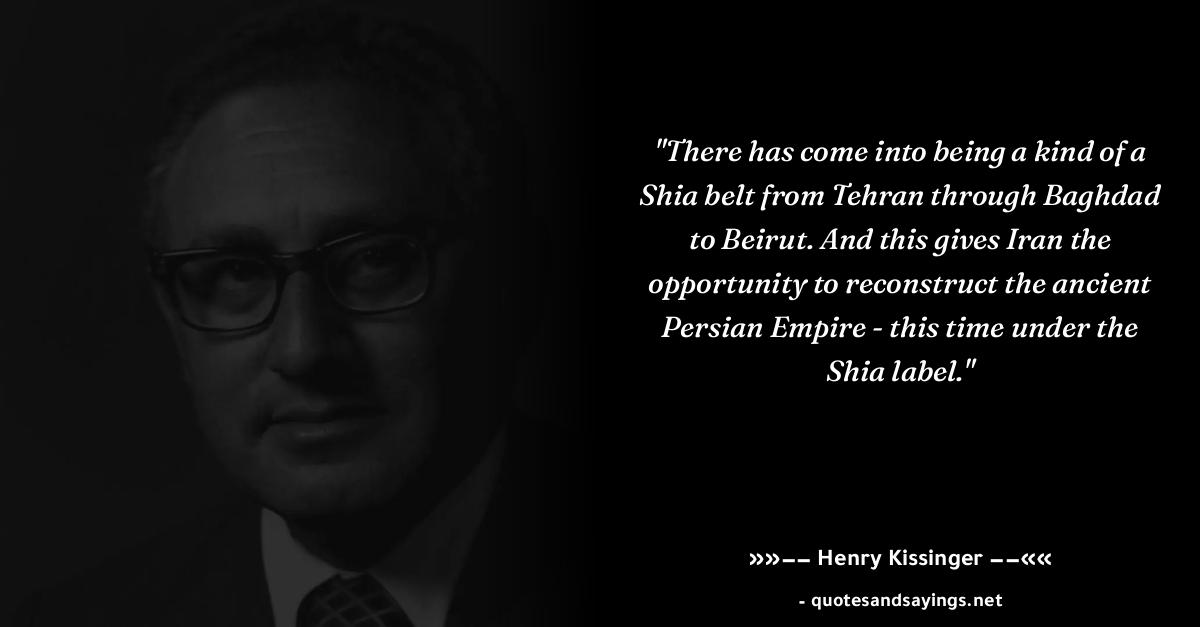 "There has come into being a kind of a
Shia belt from Tehran through Baghdad
to Beirut. And this gives Iran the
opportunity to reconstruct the ancient
Persian Empire - this time under the
Shia label."
»»−− Henry Kissinger −−««
- quotesandsayings.net